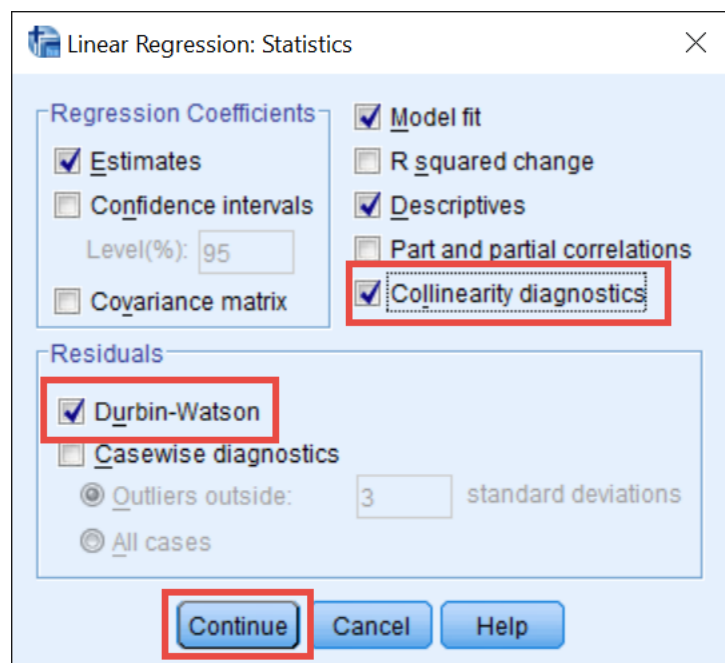 Linear Regression: Statistics
Regression Coefficients
Estimates
Confidence intervals
Level(%): 95
Covariance matrix
Model fit
R squared change
Descriptives
Part and partial correlations
Collinearity diagnostics
Residuals
Durbin-Watson
Casewise diagnostics
Outliers outside: 3 standard deviations
All cases
Continue Cancel Help